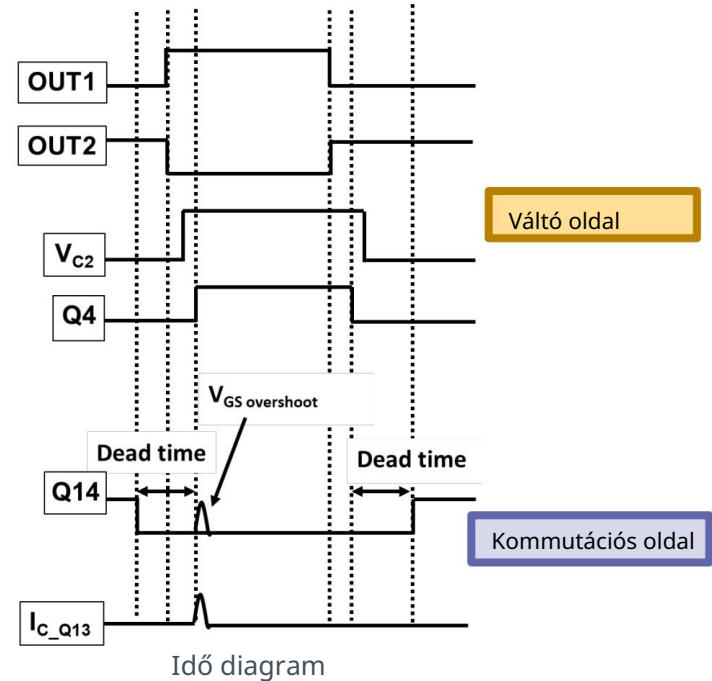 OUT1
OUT2
Váltó oldal
VC2
Q4
VGS overshoot
Dead time
Dead time
Q14
Kommutációs oldal
IC_Q13
Idő diagram